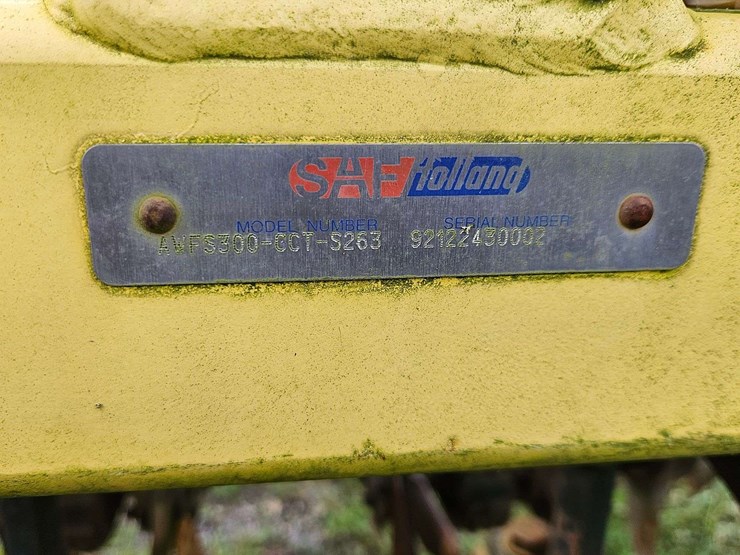 SAF Holland
MODEL NUMBER SERIAL NUMBER
AWFS300-CCT-S263 92122430002